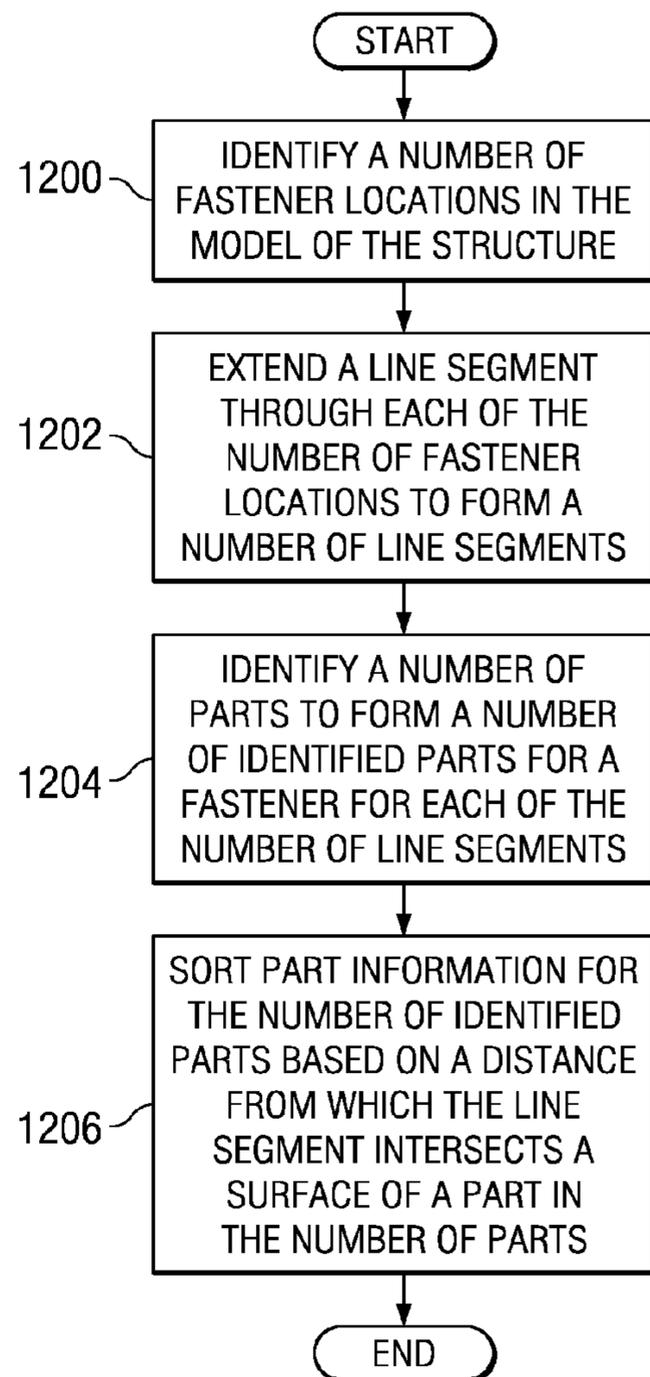 START
1200
IDENTIFY A NUMBER OF
FASTENER LOCATIONS IN THE
MODEL OF THE STRUCTURE
1202
EXTEND A LINE SEGMENT
THROUGH EACH OF THE
NUMBER OF FASTENER
LOCATIONS TO FORM A
NUMBER OF LINE SEGMENTS
1204
IDENTIFY A NUMBER OF
PARTS TO FORM A NUMBER
OF IDENTIFIED PARTS FOR A
FASTENER FOR EACH OF THE
NUMBER OF LINE SEGMENTS
1206
SORT PART INFORMATION FOR
THE NUMBER OF IDENTIFIED
PARTS BASED ON A DISTANCE
FROM WHICH THE LINE
SEGMENT INTERSECTS A
SURFACE OF A PART IN
THE NUMBER OF PARTS
END